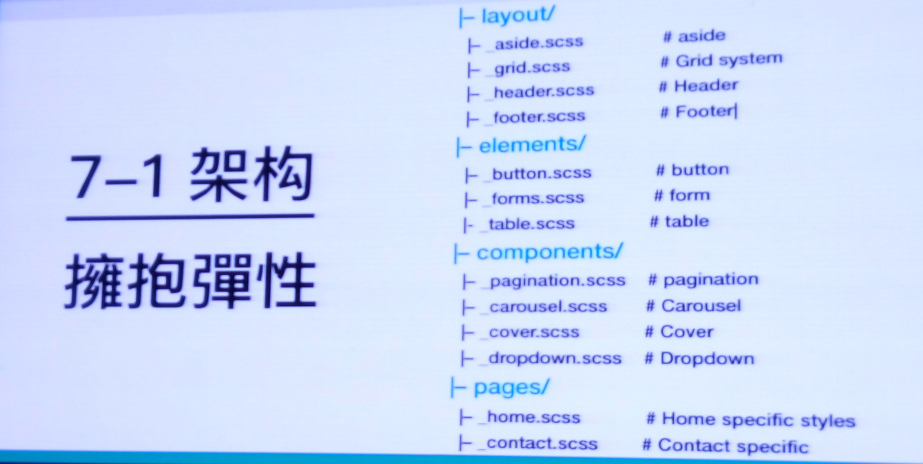 7–1 架构
擁抱彈性
|– layout/
|– _aside.scss # aside
|– _grid.scss # Grid system
|– _header.scss # Header
|– _footer.scss # Footer|
|– elements/
|– _button.scss # button
|– _forms.scss # form
|- _table.scss # table
|– components/
|– _pagination.scss # pagination
|– _carousel.scss # Carousel
|– _cover.scss # Cover
|– _dropdown.scss # Dropdown
|– pages/
|– _home.scss # Home specific styles
|– _contact.scss # Contact specific